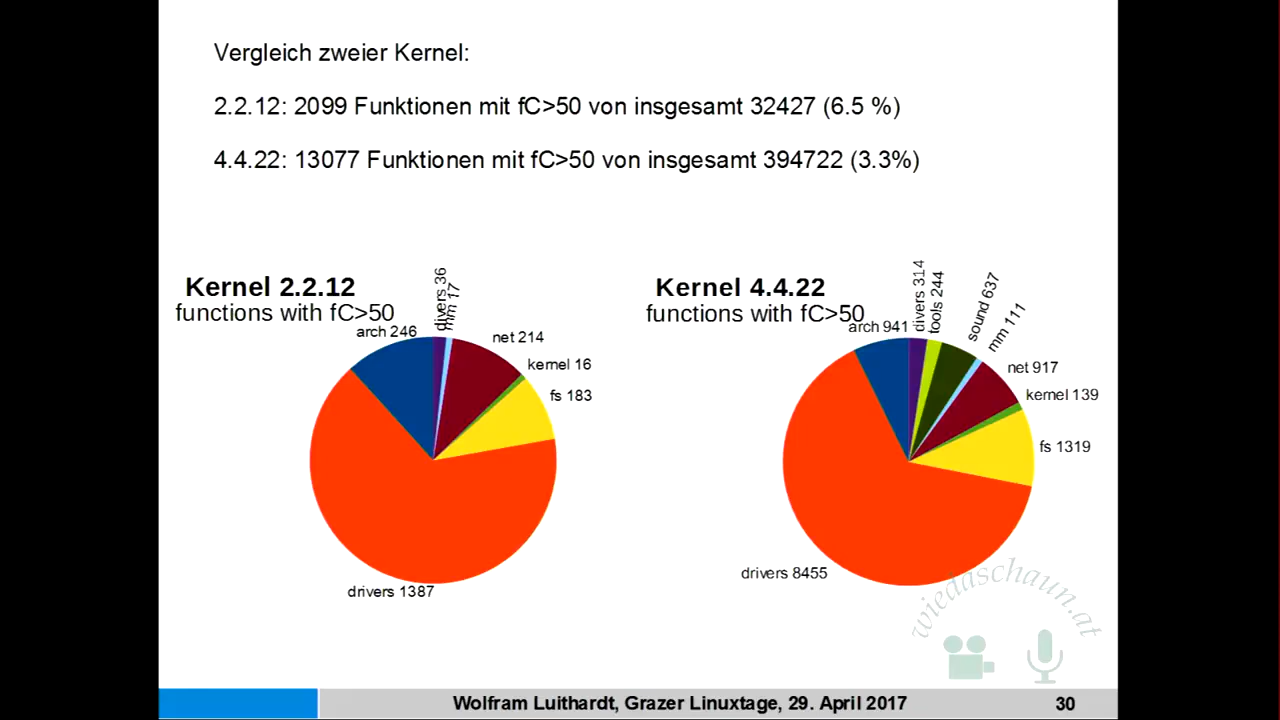 Vergleich zweier Kernel:
2.2.12: 2099 Funktionen mit fC>50 von insgesamt 32427 (6.5 %)
4.4.22: 13077 Funktionen mit fC>50 von insgesamt 394722 (3.3%)
Kernel 2.2.12
functions with fC>50
arch 246
divers 36
mm 17
net 214
kernel 16
fs 183
drivers 1387
Kernel 4.4.22
functions with fC>50
arch 941
divers 314
tools 244
sound 637
mm 111
net 917
kernel 139
fs 1319
drivers 8455
wiedaschaun.at
Wolfram Luithardt, Grazer Linuxtage, 29. April 2017
30